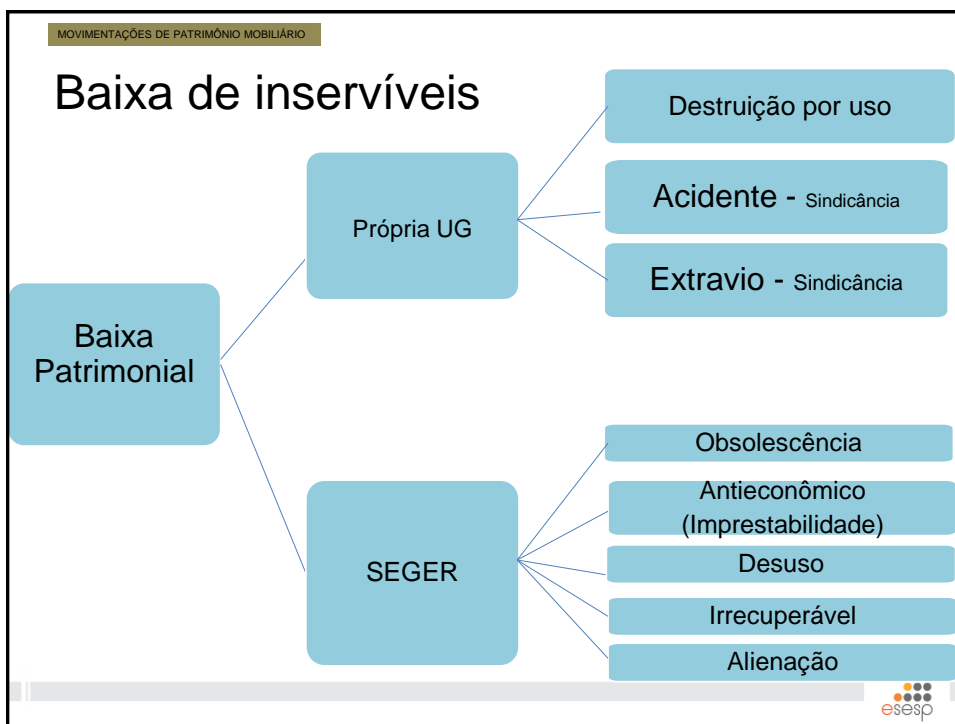 MOVIMENTAÇÕES DE PATRIMÔNIO MOBILIÁRIO
Baixa de inservíveis
Baixa
Patrimonial
Própria UG
Destruição por uso
Acidente - Sindicância
Extravio - Sindicância
SEGER
Obsolescência
Antieconômico
(Imprestabilidade)
Desuso
Irrecuperável
Alienação
esesp